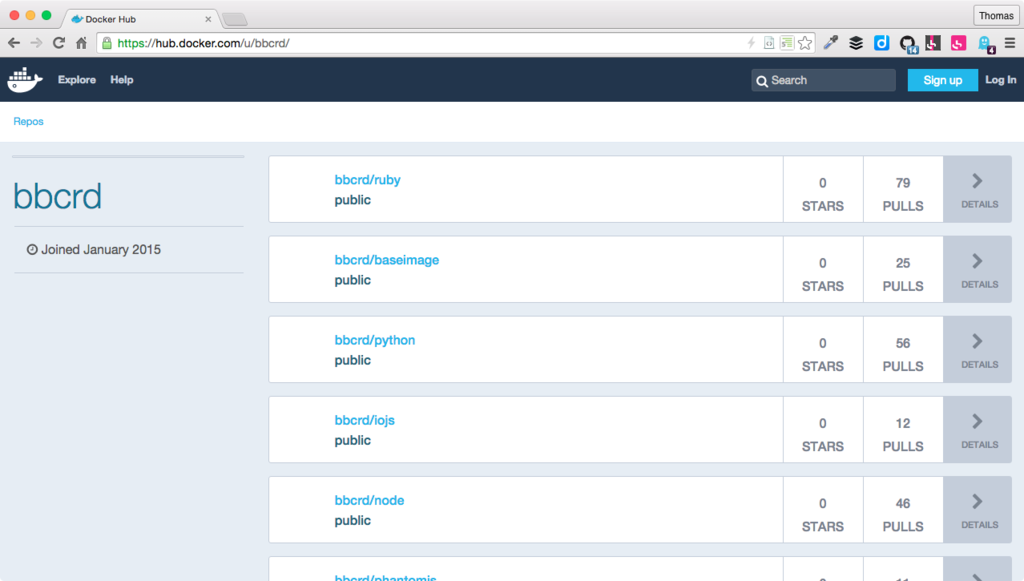 Docker Hub
Thomas
https://hub.docker.com/u/bbcrd/
14
4
Explore
Help
Search
Sign up
Log In
Repos
bbcrd
Joined January 2015
bbcrd/ruby
public
0
STARS
79
PULLS
DETAILS
bbcrd/baseimage
public
0
STARS
25
PULLS
DETAILS
bbcrd/python
public
0
STARS
56
PULLS
DETAILS
bbcrd/iojs
public
0
STARS
12
PULLS
DETAILS
bbcrd/node
public
0
STARS
46
PULLS
DETAILS
bbcrd/phantomjs